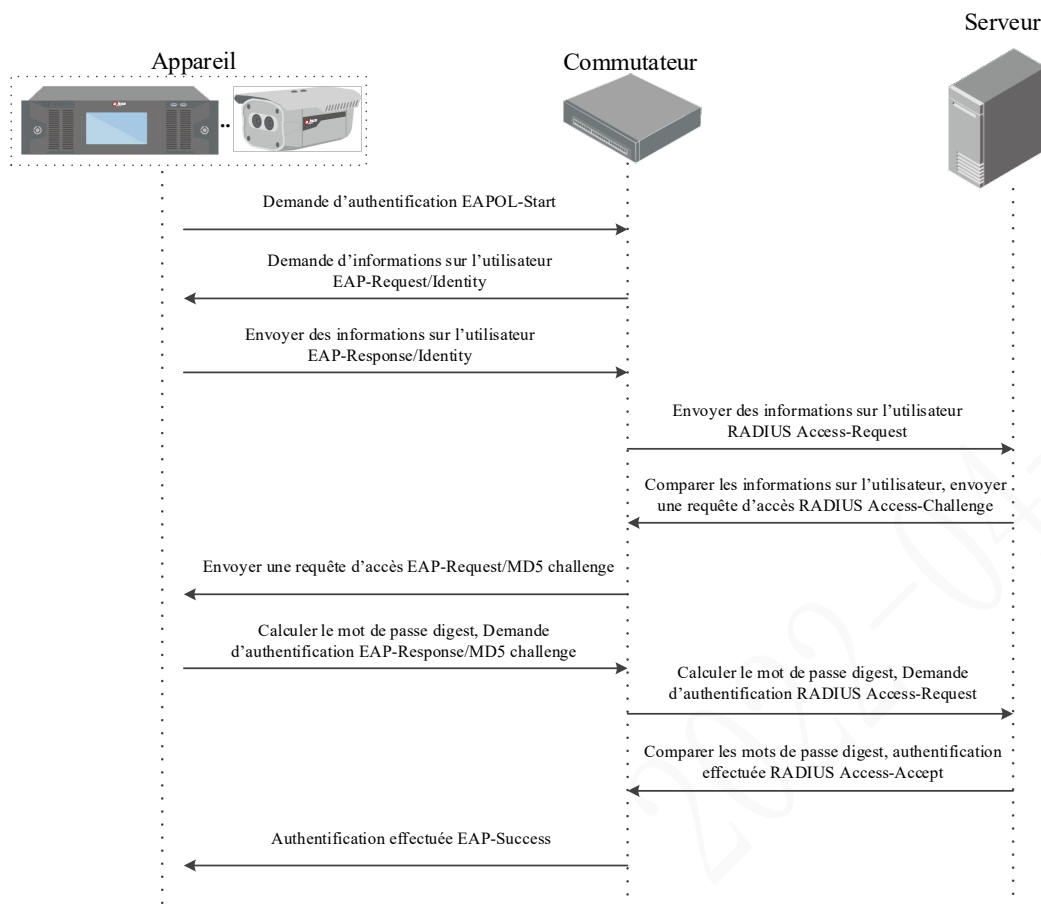 Serveur
Appareil
Commutateur
Demande d'authentification EAPOL-Start
Demande d'informations sur l'utilisateur
EAP-Request/Identity
Envoyer des informations sur l'utilisateur
EAP-Response/Identity
Envoyer des informations sur l'utilisateur
RADIUS Access-Request
Comparer les informations sur l'utilisateur, envoyer
une requête d'accès RADIUS Access-Challenge
Envoyer une requête d'accès EAP-Request/MD5 challenge
Calculer le mot de passe digest, Demande
d'authentification EAP-Response/MD5 challenge
Calculer le mot de passe digest, Demande
d'authentification RADIUS Access-Request
Comparer les mots de passe digest, authentification
effectuée RADIUS Access-Accept
Authentification effectuée EAP-Success
2022-04-